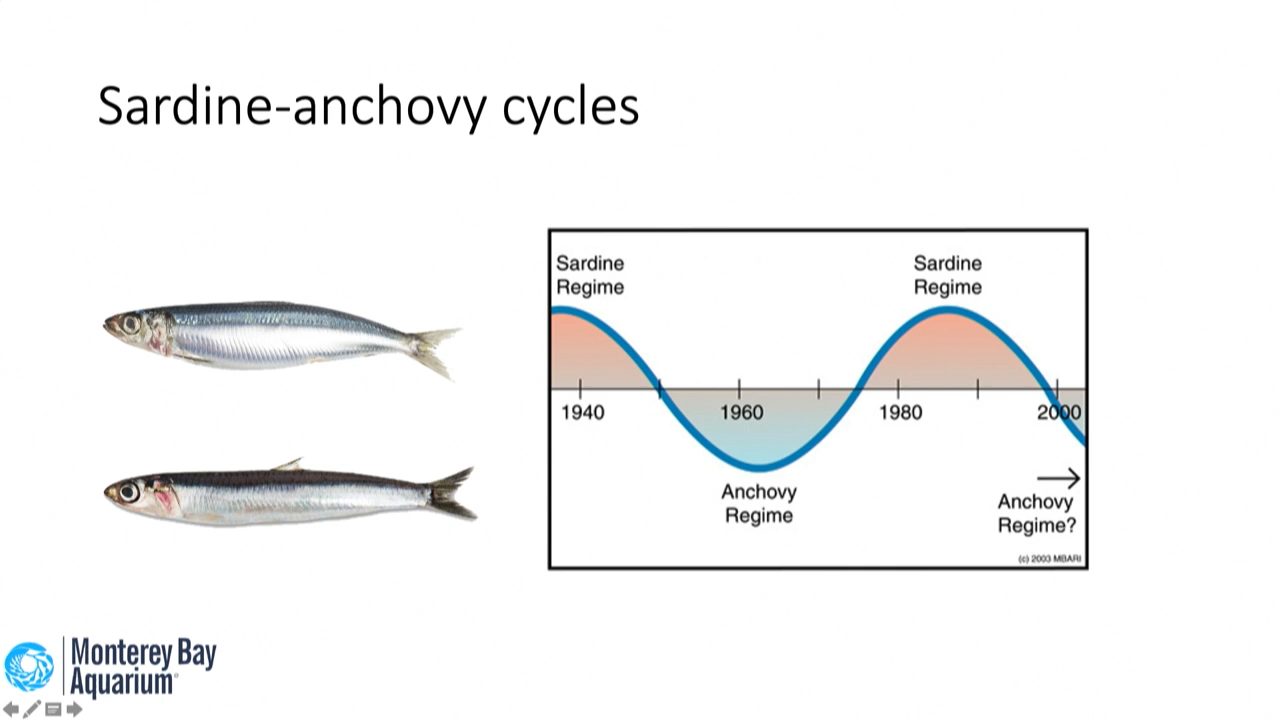 Sardine-anchovy cycles
Sardine
Regime
Sardine
Regime
1940
1960
1980
2000
Anchovy
Regime
Anchovy
Regime?
(c) 2003 MBARI
Monterey Bay
Aquarium